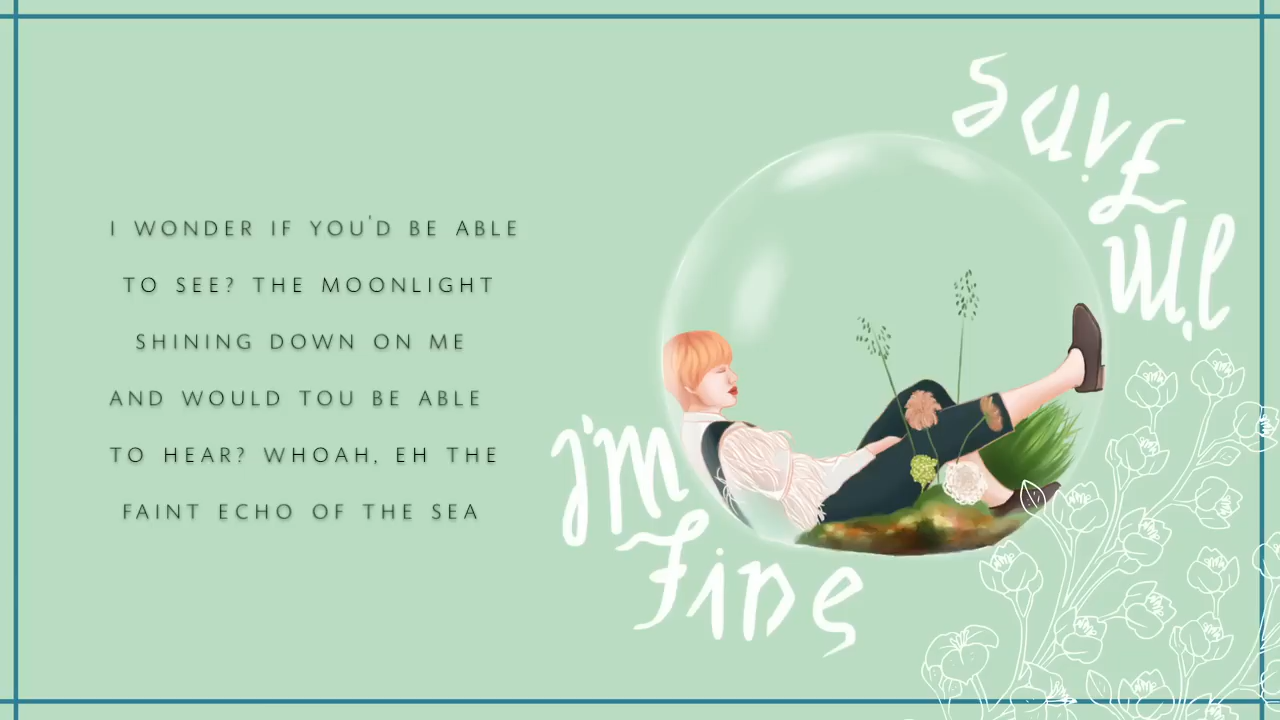 I WONDER IF YOU'D BE ABLE
TO SEE? THE MOONLIGHT
SHINING DOWN ON ME
AND WOULD TOU BE ABLE
TO HEAR? WHOAH, EH THE
FAINT ECHO OF THE SEA
Save
Me
I'm
Fine